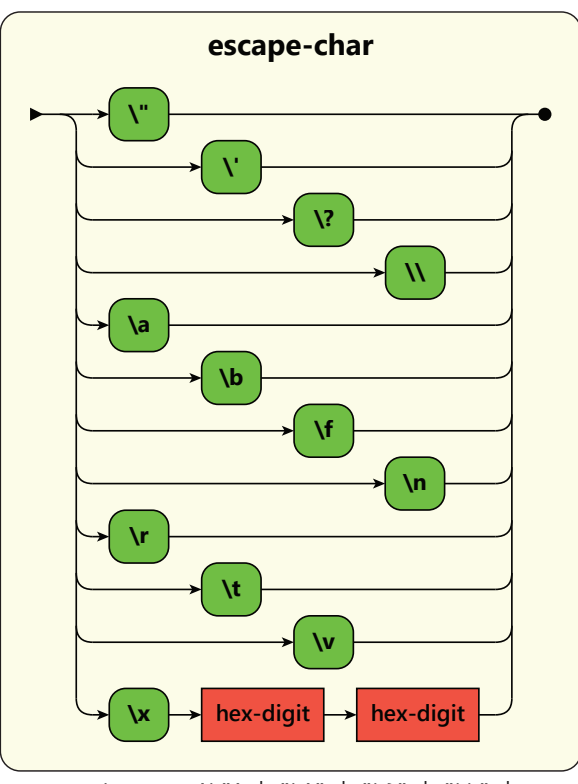 escape-char
\"
\'
\?
\\
\a
\b
\f
\n
\r
\t
\v
\x hex-digit hex-digit